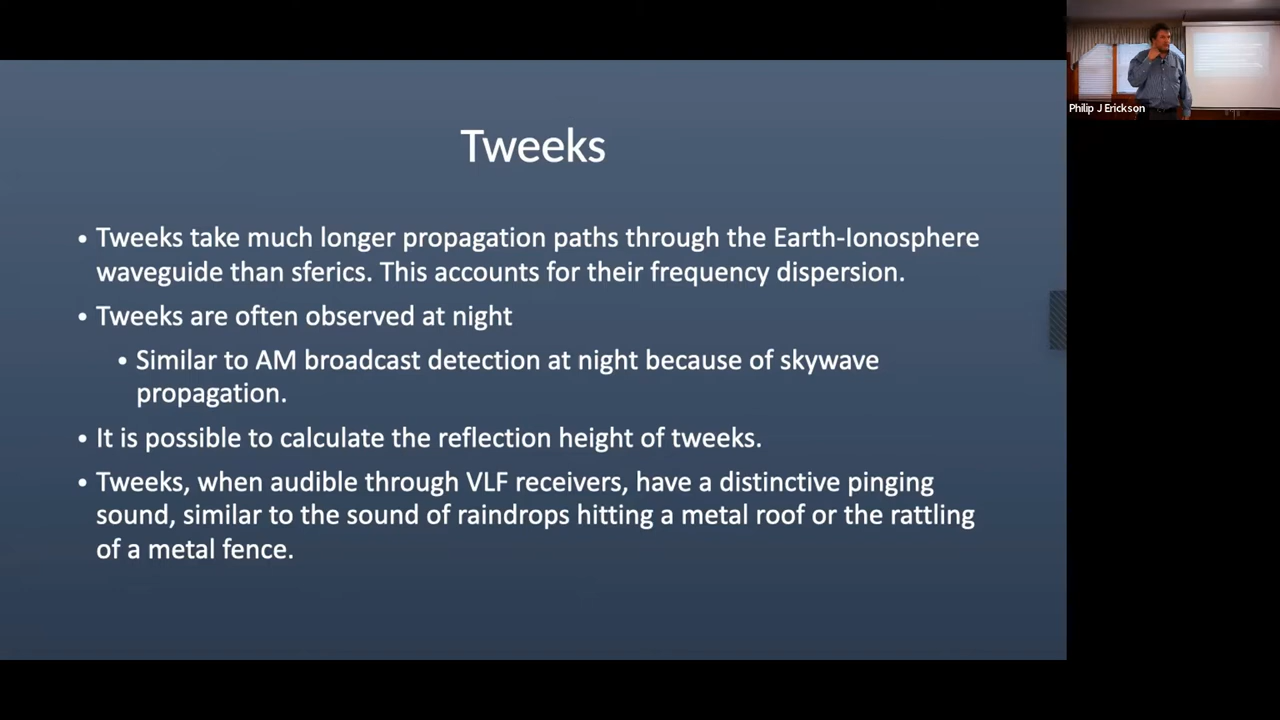 Tweeks
• Tweeks take much longer propagation paths through the Earth-Ionosphere
waveguide than sferics. This accounts for their frequency dispersion.
• Tweeks are often observed at night
• Similar to AM broadcast detection at night because of skywave
propagation.
• It is possible to calculate the reflection height of tweeks.
• Tweeks, when audible through VLF receivers, have a distinctive pinging
sound, similar to the sound of raindrops hitting a metal roof or the rattling
of a metal fence.
Philip J Erickson